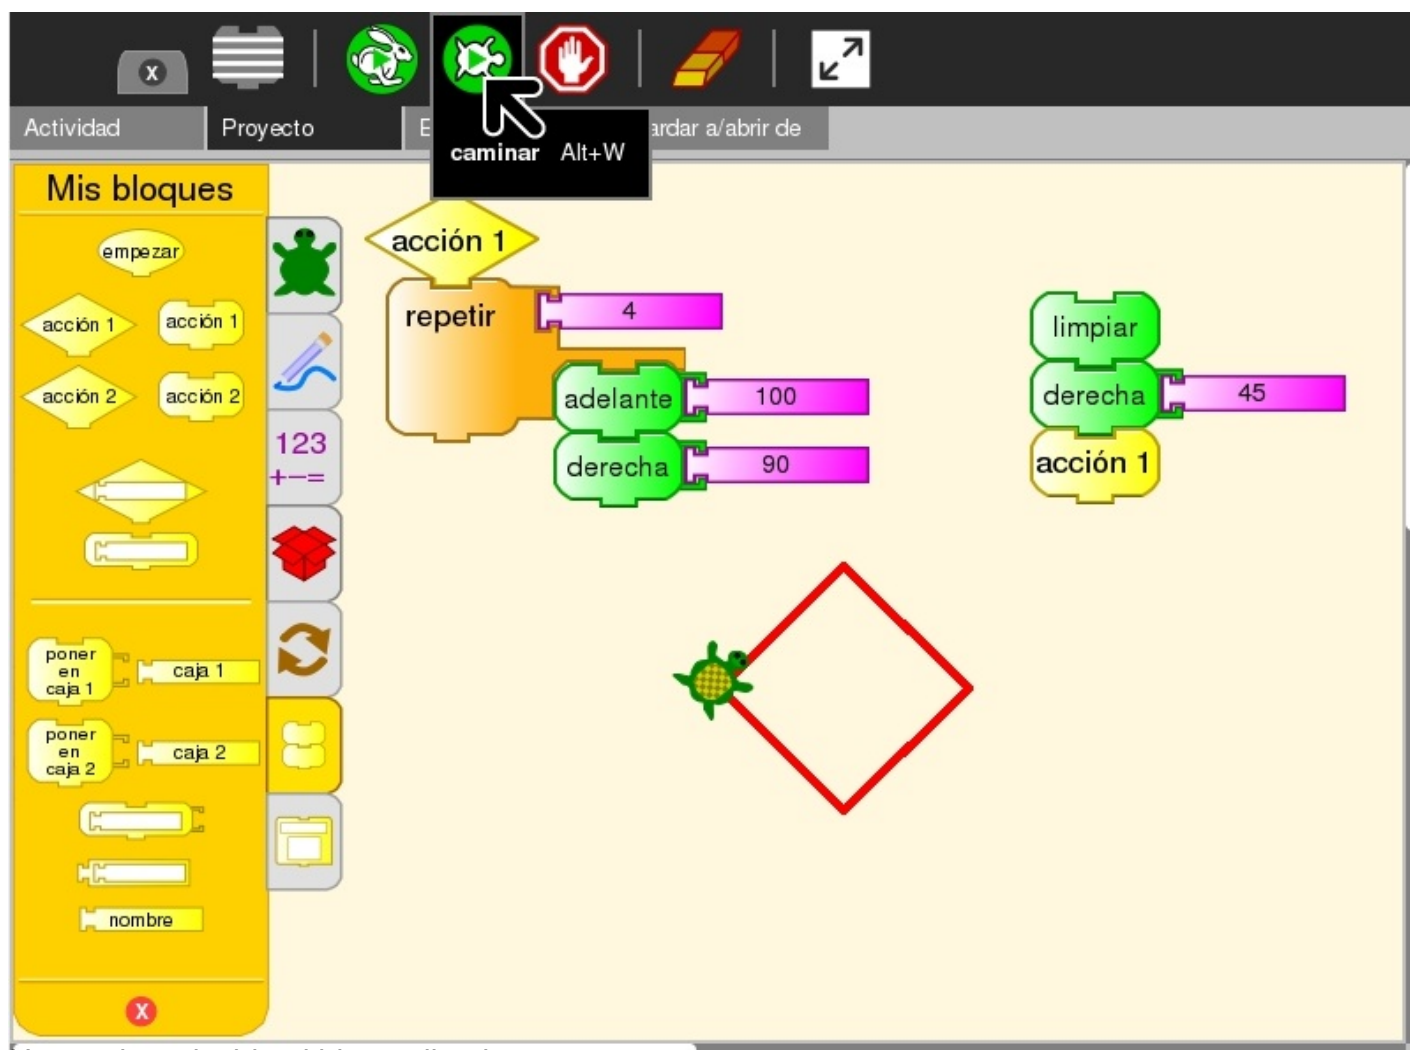 X
Actividad
Proyecto
E
ardar a/abrir de
caminar Alt+W
Mis bloques
empezar
acción 1
acción 1
acción 2
acción 2
poner
en
caja 1
caja 1
poner
en
caja 2
caja 2
nombre
X
123
+−=
acción 1
repetir
4
adelante
100
derecha
90
limpiar
derecha
45
acción 1